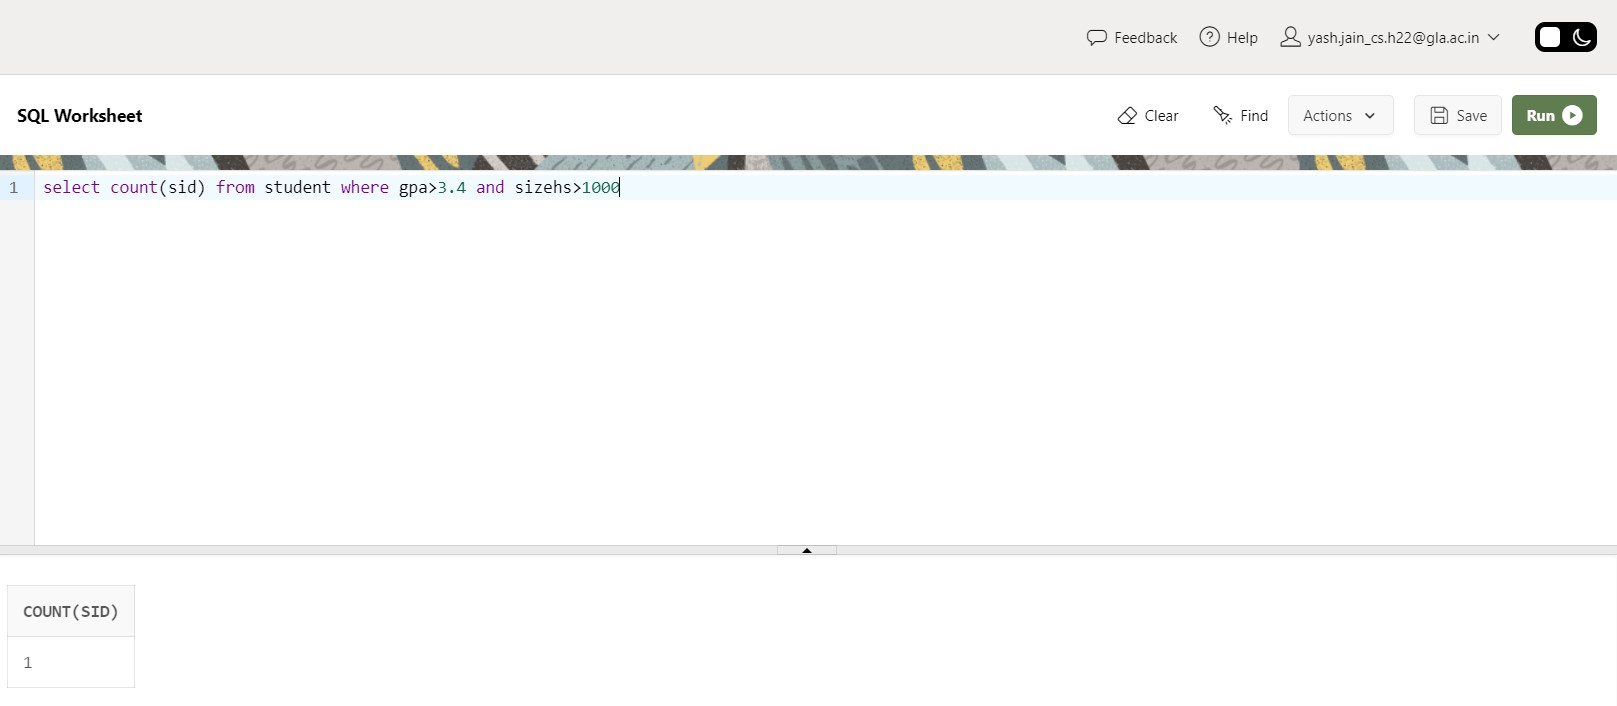 Feedback Help yash.jain_cs.h22@gla.ac.in
SQL Worksheet Clear Find Actions Save Run
1 select count(sid) from student where gpa>3.4 and sizehs>1000
COUNT(SID)
1